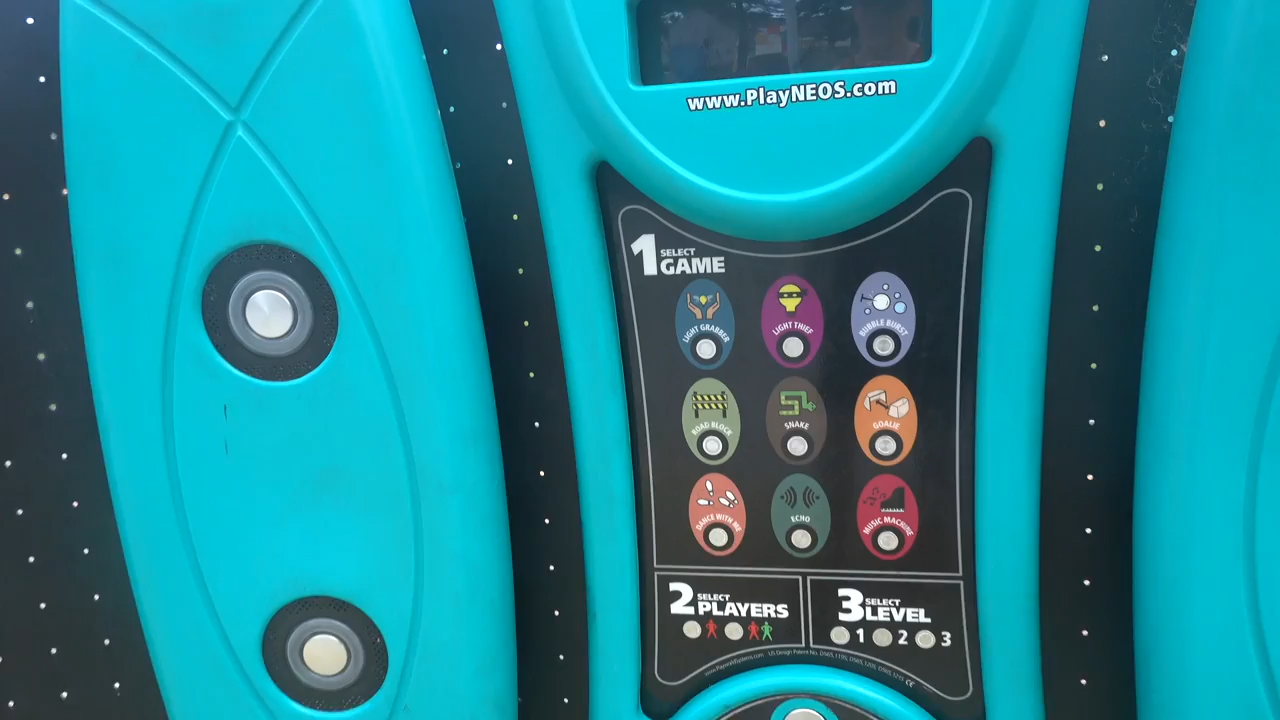 www.PlayNEOS.com
1 SELECT GAME
LIGHT GRABBER
LIGHT THIEF
BUBBLE BURST
ROAD BLOCK
SNAKE
GOALIE
DANCE WITH ME
ECHO
MUSIC MACHINE
2 SELECT PLAYERS
3 SELECT LEVEL
1 2 3